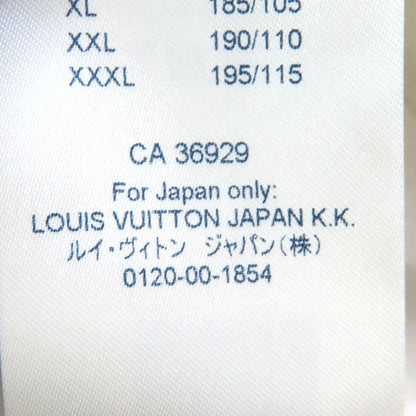 XL 185/105
XXL 190/110
XXXL 195/115
CA 36929
For Japan only:
LOUIS VUITTON JAPAN K.K.
ルイ・ヴィトン ジャパン(株)
0120-00-1854